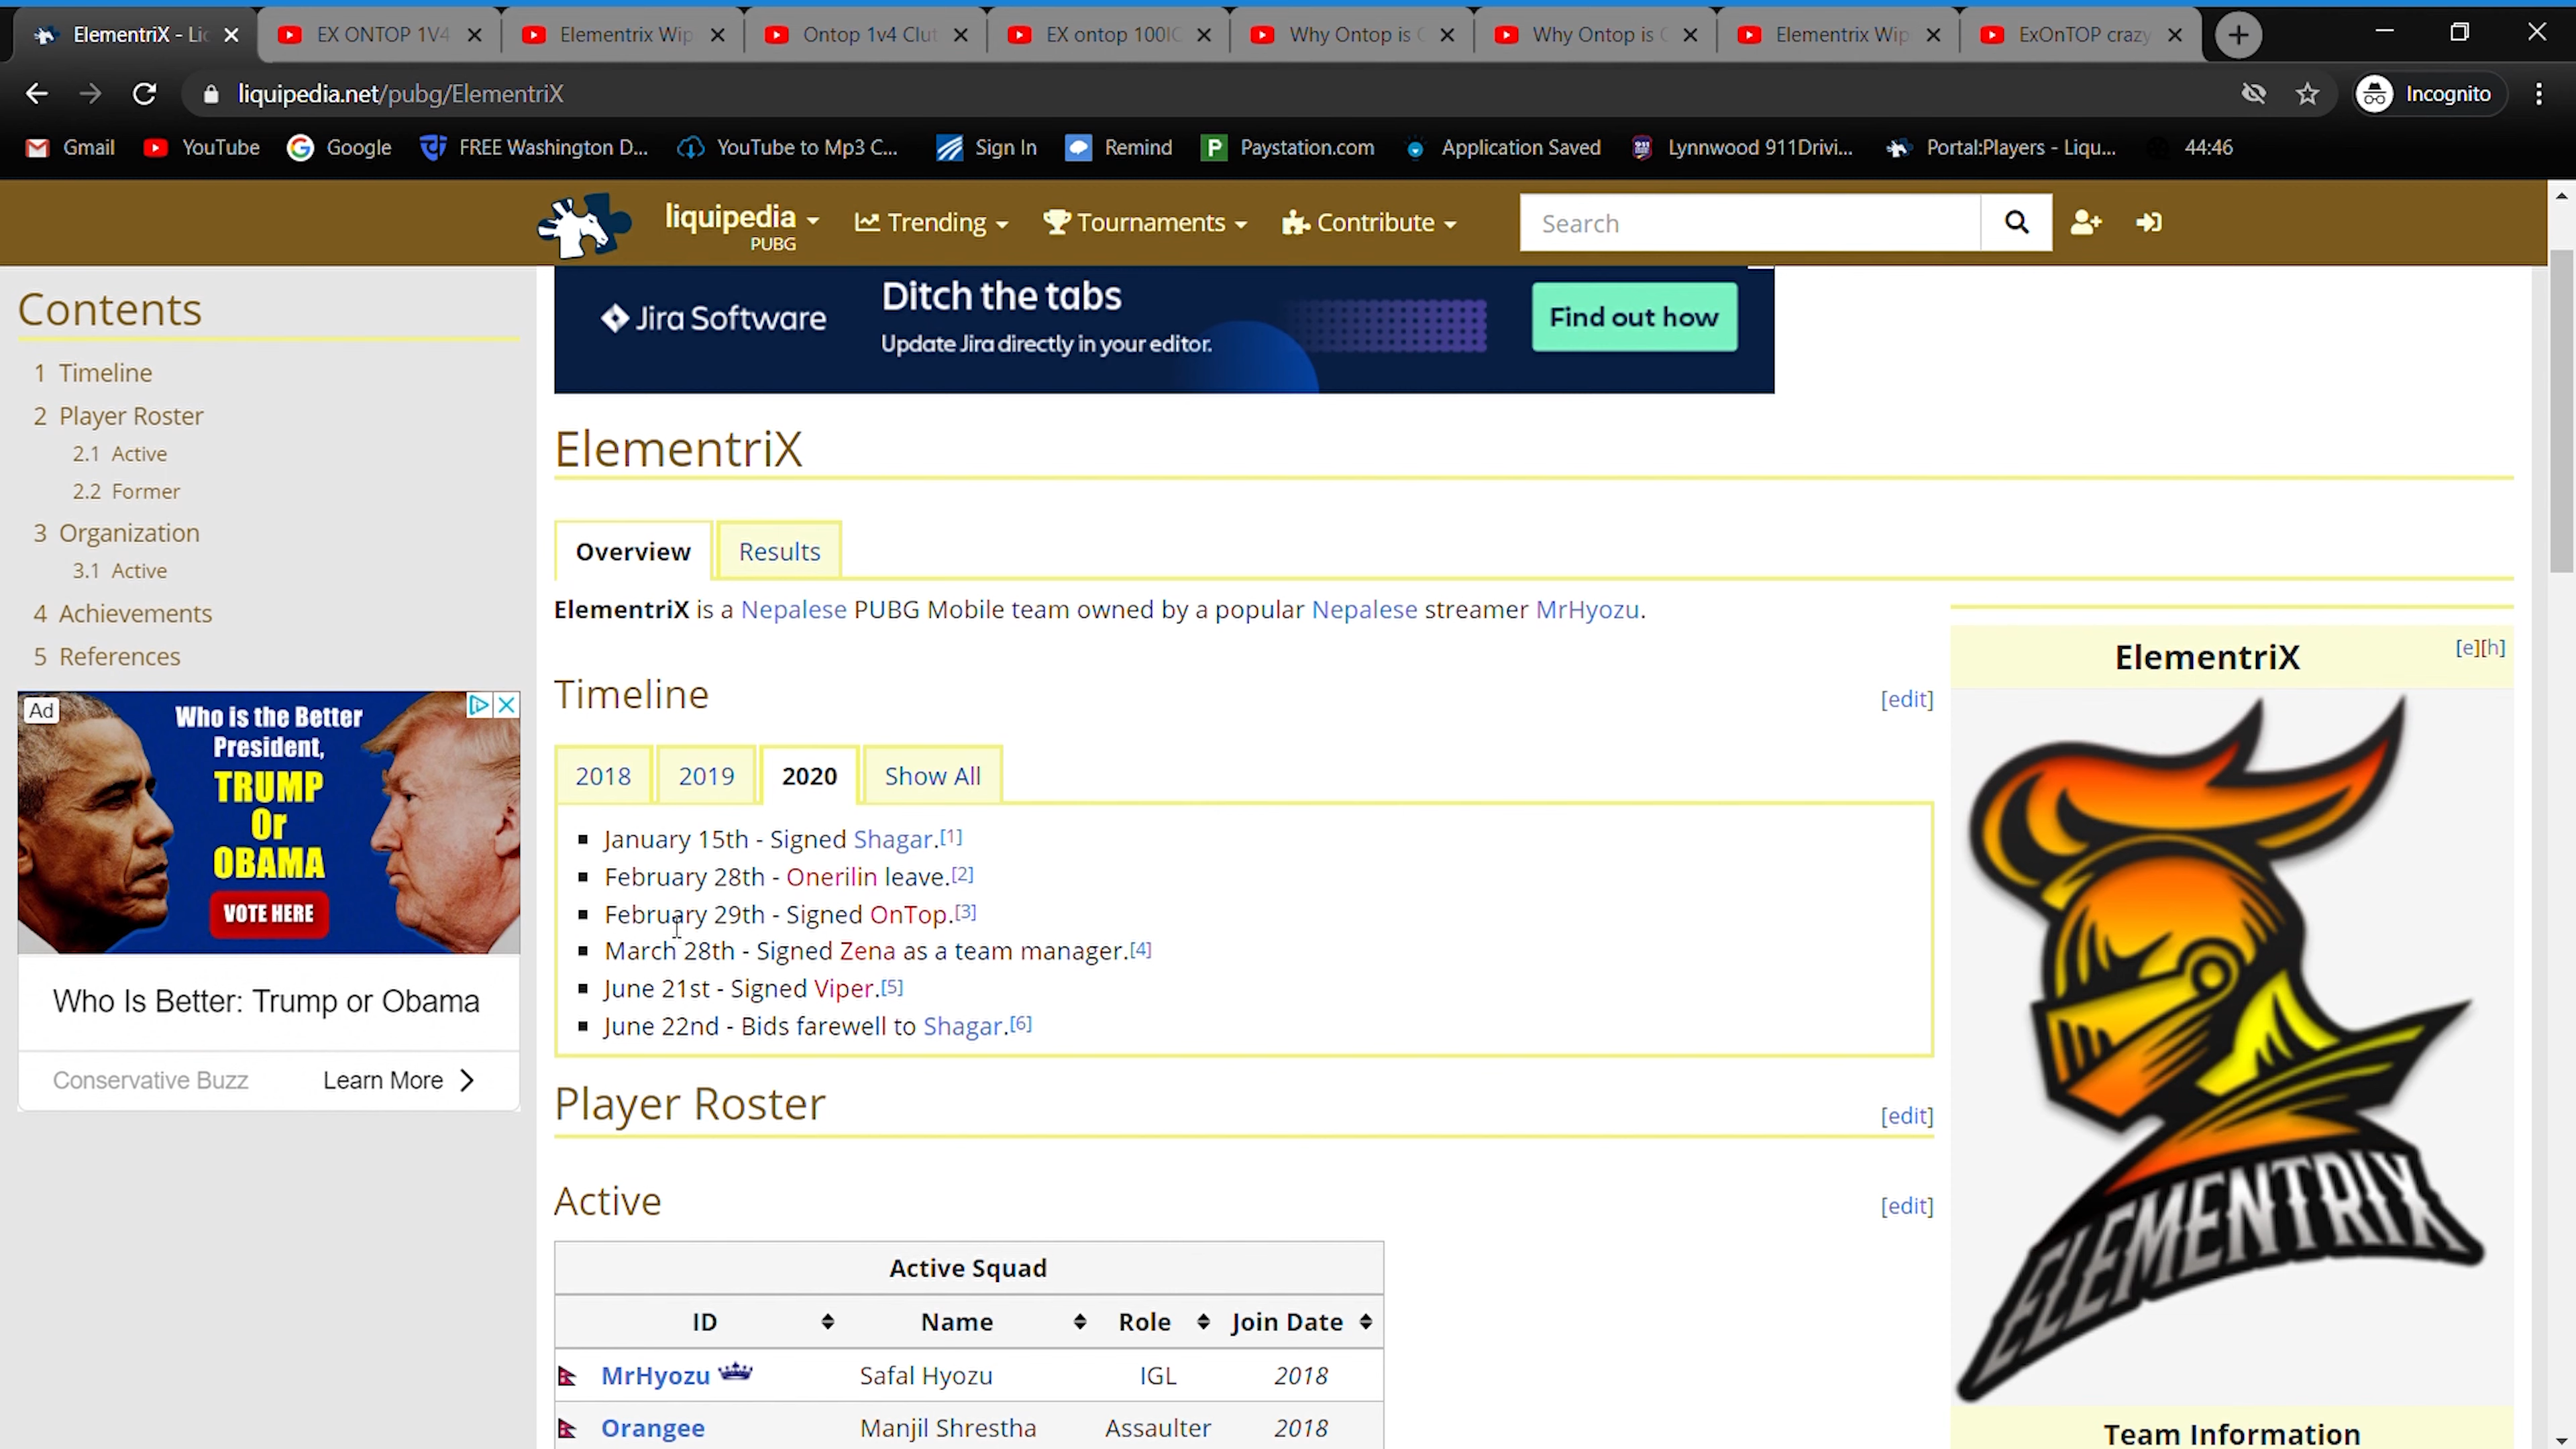 ElementriX - Lic
EX ONTOP 1V4
Elementrix Wip
Ontop 1v4 Clut
EX ontop 100IC
Why Ontop is C
Why Ontop is C
Elementrix Wip
ExOnTOP crazy
liquipedia.net/pubg/ElementriX
Incognito
Gmail
YouTube
Google
FREE Washington D...
YouTube to Mp3 C...
Sign In
Remind
Paystation.com
Application Saved
Lynnwood 911Drivi...
Portal:Players - Liqu...
44:46
liquipedia
PUBG
Trending
Tournaments
Contribute
Search
Contents
1 Timeline
2 Player Roster
2.1 Active
2.2 Former
3 Organization
3.1 Active
4 Achievements
5 References
Ad
Who is the Better
President,
TRUMP
Or
OBAMA
VOTE HERE
Who Is Better: Trump or Obama
Conservative Buzz
Learn More
Jira Software
Ditch the tabs
Update Jira directly in your editor.
Find out how
ElementriX
Overview
Results
ElementriX is a Nepalese PUBG Mobile team owned by a popular Nepalese streamer MrHyozu.
Timeline
[edit]
2018
2019
2020
Show All
January 15th - Signed Shagar.[1]
February 28th - Onerilin leave.[2]
February 29th - Signed OnTop.[3]
March 28th - Signed Zena as a team manager.[4]
June 21st - Signed Viper.[5]
June 22nd - Bids farewell to Shagar.[6]
Player Roster
[edit]
Active
[edit]
Active Squad
ID Name Role Join Date
MrHyozu Safal Hyozu IGL 2018
Orangee Manjil Shrestha Assaulter 2018
ElementriX
[e][h]
ELEMENTRIX
Team Information